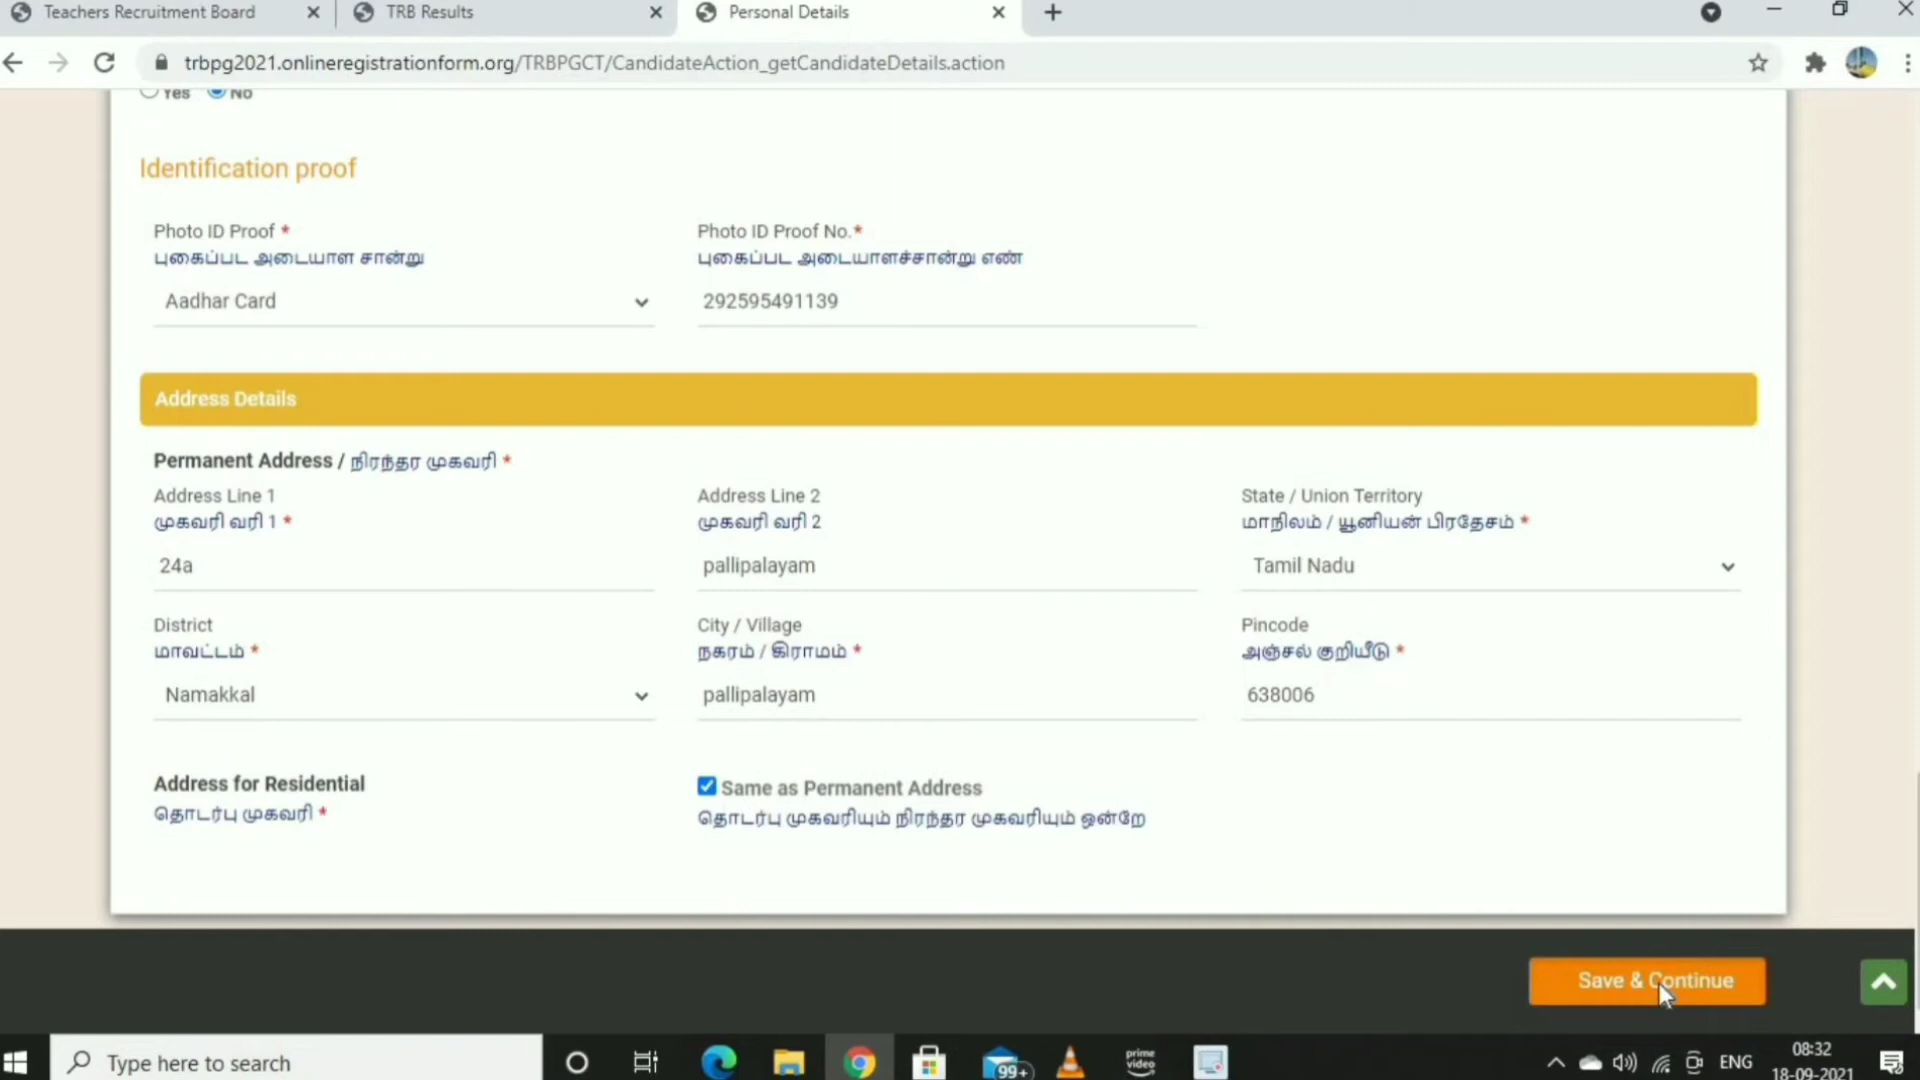 Teachers Recruitment Board
TRB Results
Personal Details
trbpg2021.onlineregistrationform.org/TRBPGCT/CandidateAction_getCandidateDetails.action
Yes No
Identification proof
Photo ID Proof * Photo ID Proof No.*
புகைப்பட அடையாள சான்று புகைப்பட அடையாளச்சான்று எண்
Aadhar Card 292595491139
Address Details
Permanent Address / நிரந்தர முகவரி *
Address Line 1 Address Line 2 State / Union Territory
முகவரி வரி 1 * முகவரி வரி 2 மாநிலம் / யூனியன் பிரதேசம் *
24a pallipalayam Tamil Nadu
District City / Village Pincode
மாவட்டம் * நகரம் / கிராமம் * அஞ்சல் குறியீடு *
Namakkal pallipalayam 638006
Address for Residential Same as Permanent Address
தொடர்பு முகவரி * தொடர்பு முகவரியும் நிரந்தர முகவரியும் ஒன்றே
Save & Continue
Type here to search 99+ prime video ENG 08:32
18-09-2021